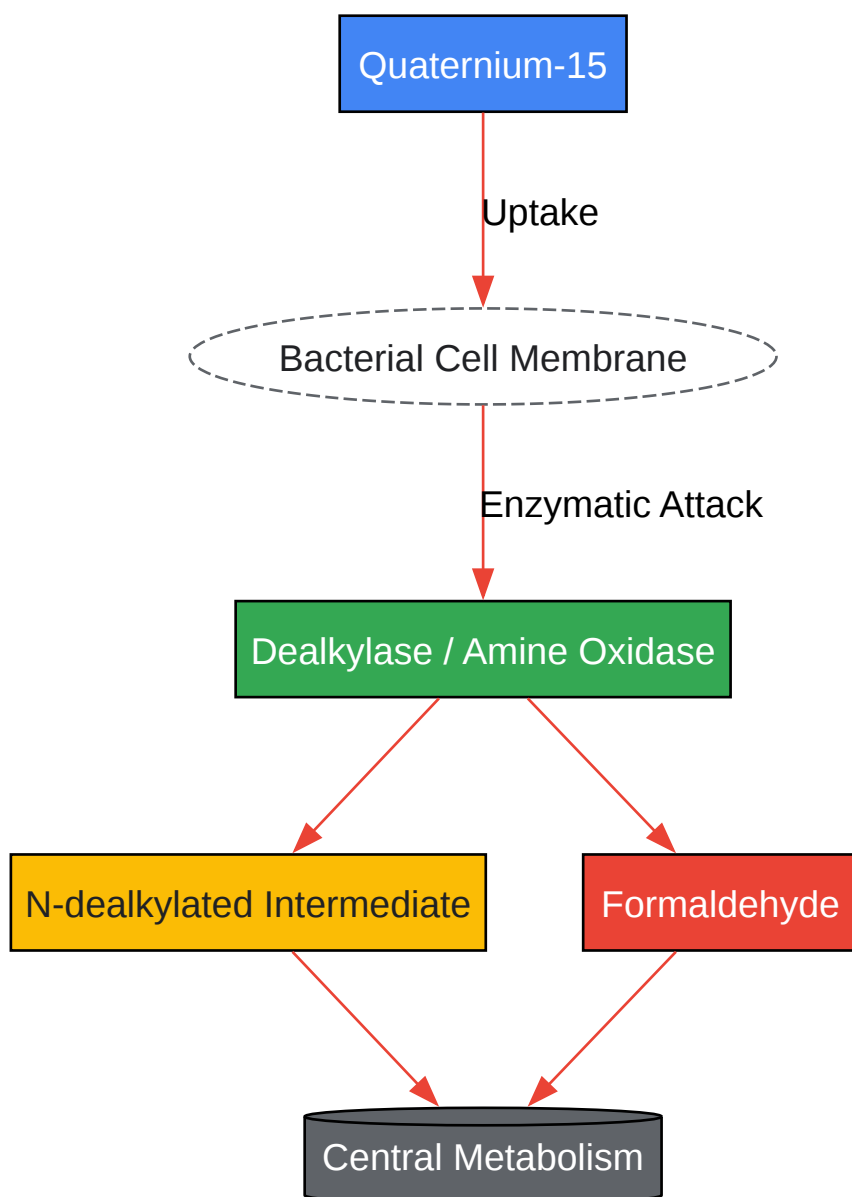 Quaternium-15
Uptake
Bacterial Cell Membrane
Enzymatic Attack
Dealkylase / Amine Oxidase
N-dealkylated Intermediate
Formaldehyde
Central Metabolism